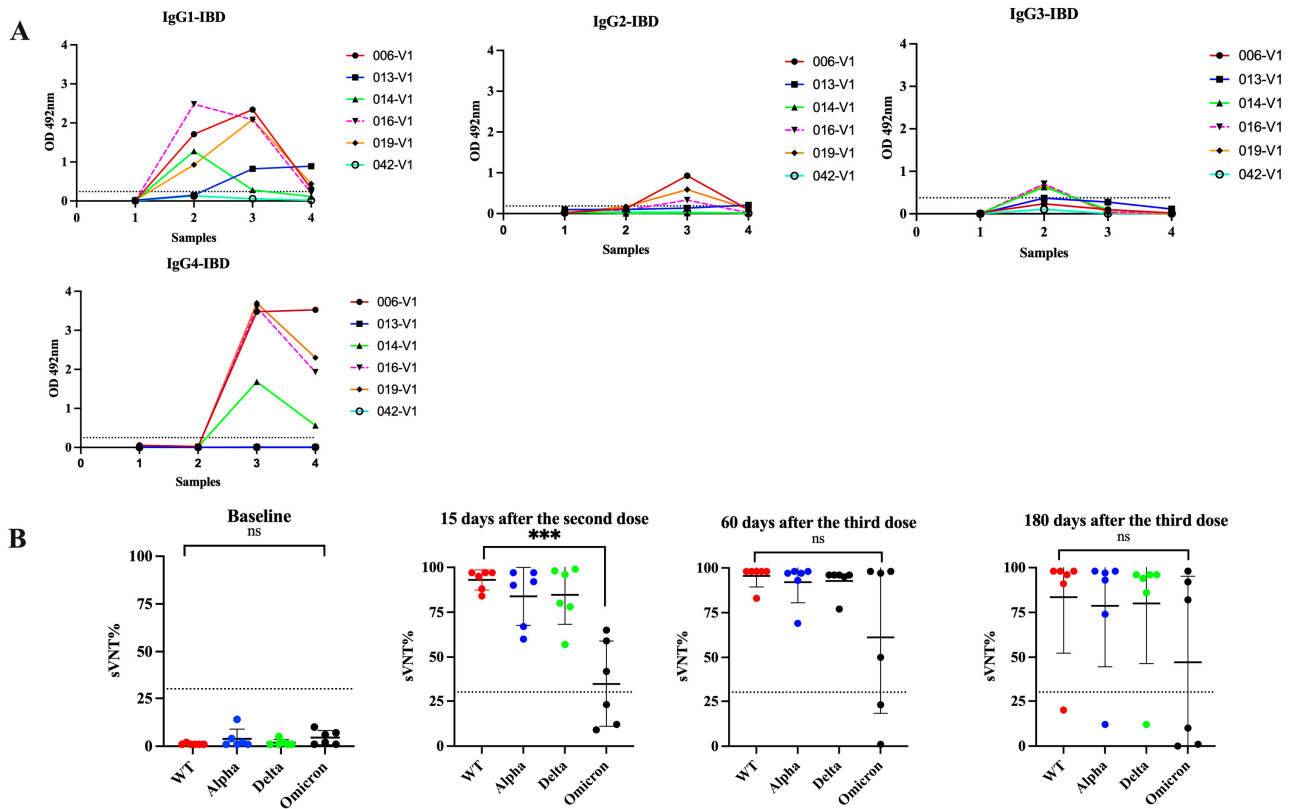 A
IgG1-IBD
OD 492nm
4
3
2
1
0
0
1
2
3
4
Samples
006-V1
013-V1
014-V1
016-V1
019-V1
042-V1
IgG2-IBD
OD 492nm
4
3
2
1
0
0
1
2
3
4
Samples
006-V1
013-V1
014-V1
016-V1
019-V1
042-V1
IgG3-IBD
OD 492nm
4
3
2
1
0
0
1
2
3
4
Samples
006-V1
013-V1
014-V1
016-V1
019-V1
042-V1
IgG4-IBD
OD 492nm
4
3
2
1
0
0
1
2
3
4
Samples
006-V1
013-V1
014-V1
016-V1
019-V1
042-V1
B
Baseline
ns
sVNT%
100
75
50
25
0
WT
Alpha
Delta
Omicron
15 days after the second dose
***
sVNT%
100
75
50
25
0
WT
Alpha
Delta
Omicron
60 days after the third dose
ns
sVNT%
100
75
50
25
0
WT
Alpha
Delta
Omicron
180 days after the third dose
ns
sVNT%
100
75
50
25
0
WT
Alpha
Delta
Omicron